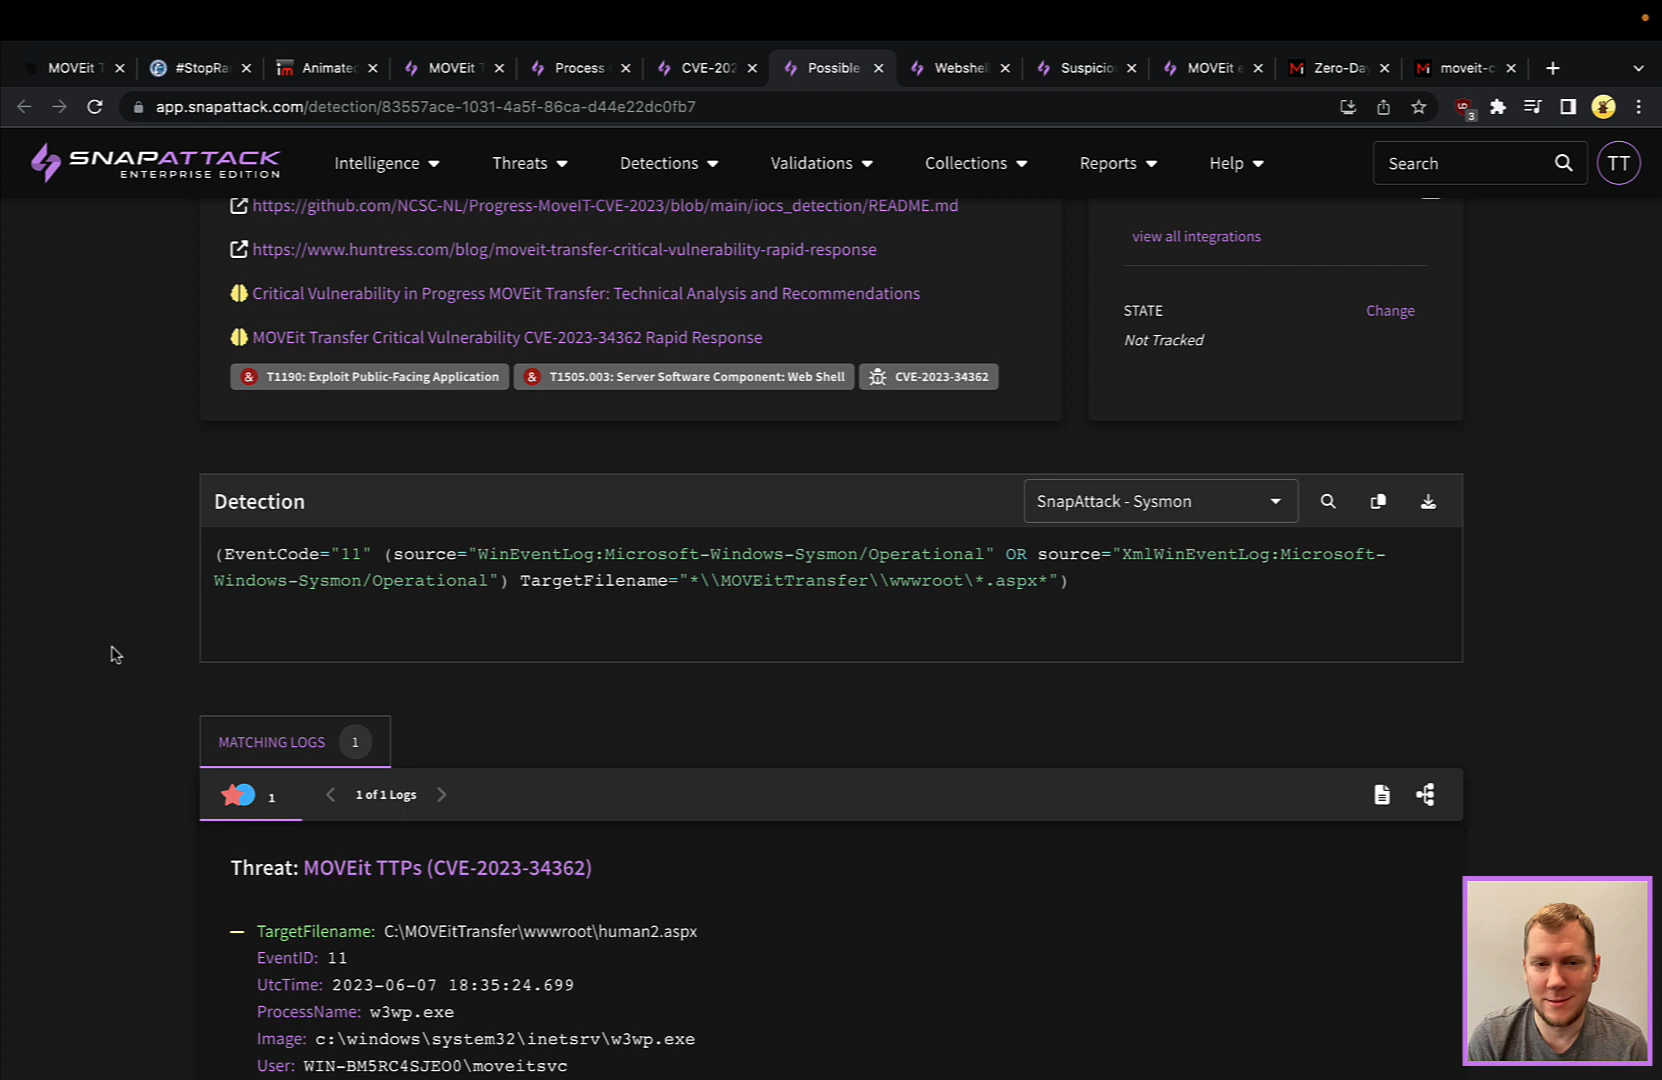 MOVEit T
#StopRa
Animated
MOVEit T
Process
CVE-202
Possible
Webshel
Suspicio
MOVEit e
Zero-Da
moveit-c
app.snapattack.com/detection/83557ace-1031-4a5f-86ca-d44e22dc0fb7
3
SNAPATTACK
ENTERPRISE EDITION
Intelligence
Threats
Detections
Validations
Collections
Reports
Help
Search
TT
https://github.com/NCSC-NL/Progress-MoveIT-CVE-2023/blob/main/iocs_detection/README.md
https://www.huntress.com/blog/moveit-transfer-critical-vulnerability-rapid-response
Critical Vulnerability in Progress MOVEit Transfer: Technical Analysis and Recommendations
MOVEit Transfer Critical Vulnerability CVE-2023-34362 Rapid Response
& T1190: Exploit Public-Facing Application
& T1505.003: Server Software Component: Web Shell
CVE-2023-34362
view all integrations
STATE
Change
Not Tracked
Detection
SnapAttack - Sysmon
(EventCode="11" (source="WinEventLog:Microsoft-Windows-Sysmon/Operational" OR source="XmlWinEventLog:Microsoft-
Windows-Sysmon/Operational") TargetFilename="*\\MOVEitTransfer\\wwwroot\*.aspx*")
MATCHING LOGS 1
1
1 of 1 Logs
Threat: MOVEit TTPs (CVE-2023-34362)
TargetFilename: C:\MOVEitTransfer\wwwroot\human2.aspx
EventID: 11
UtcTime: 2023-06-07 18:35:24.699
ProcessName: w3wp.exe
Image: c:\windows\system32\inetsrv\w3wp.exe
User: WIN-BM5RC4SJEO0\moveitsvc